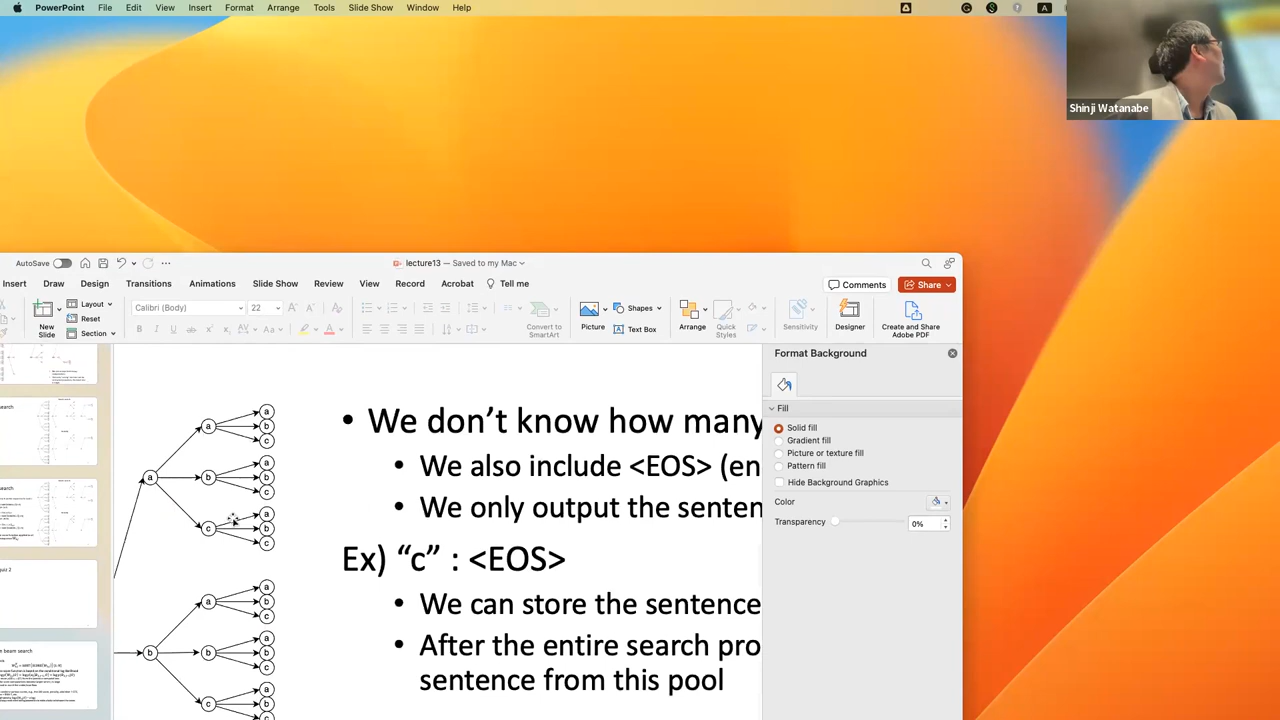 PowerPoint File Edit View Insert Format Arrange Tools Slide Show Window Help
A
Shinji Watanabe
AutoSave
lecture13 — Saved to my Mac
Insert Draw Design Transitions Animations Slide Show Review View Record Acrobat Tell me
Comments Share
New Slide
Layout
Reset
Section
Calibri (Body) 22
Convert to SmartArt
Picture
Shapes
Text Box
Arrange
Quick Styles
Sensitivity
Designer
Create and Share Adobe PDF
Format Background
Fill
Solid fill
Gradient fill
Picture or texture fill
Pattern fill
Hide Background Graphics
Color
Transparency 0%
a
a
a
b
c
b
a
b
c
c
a
b
c
b
a
a
b
c
b
a
b
c
c
a
b
• We don’t know how many
• We also include <EOS> (en
• We only output the senten
Ex) “c” : <EOS>
• We can store the sentence
• After the entire search pro
sentence from this pool